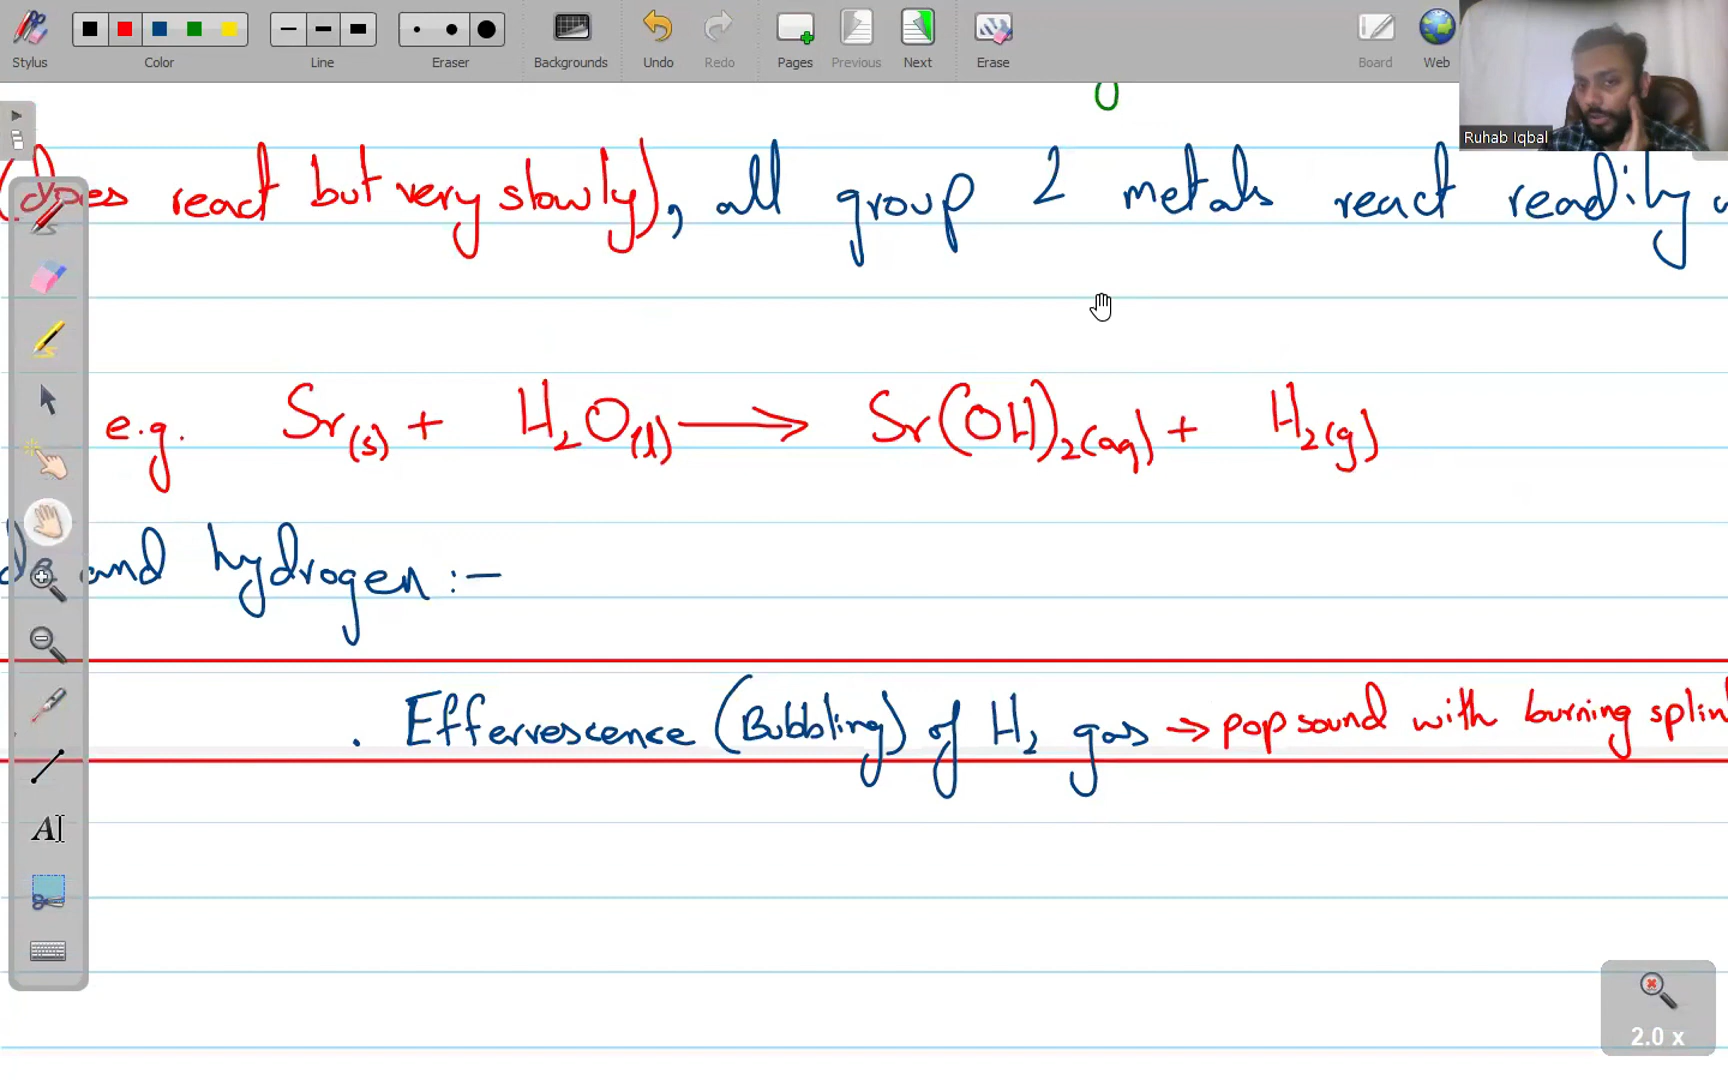 Stylus
Color
Line
Eraser
Backgrounds
Undo
Redo
Pages
Previous
Next
Erase
Board
Web
Ruhab Iqbal
(does react but very slowly), all group 2 metals react readily
e.g. Sr(s) + H₂O(l) ⟶ Sr(OH)₂(aq) + H₂(g)
and hydrogen :-
. Effervescence (Bubbling) of H₂ gas → pop sound with burning splin
2.0 x